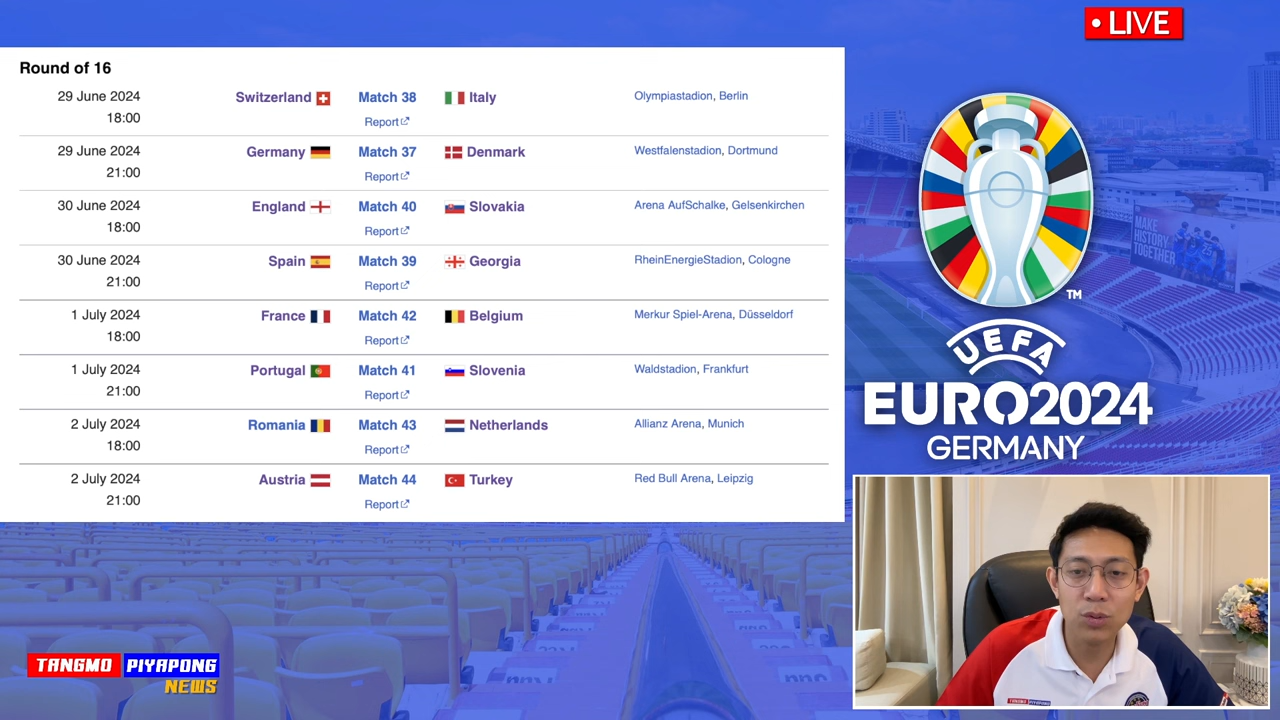 • LIVE
Round of 16
29 June 2024 Switzerland Match 38 Italy Olympiastadion, Berlin
18:00 Report
29 June 2024 Germany Match 37 Denmark Westfalenstadion, Dortmund
21:00 Report
30 June 2024 England Match 40 Slovakia Arena AufSchalke, Gelsenkirchen
18:00 Report
30 June 2024 Spain Match 39 Georgia RheinEnergieStadion, Cologne
21:00 Report
1 July 2024 France Match 42 Belgium Merkur Spiel-Arena, Düsseldorf
18:00 Report
1 July 2024 Portugal Match 41 Slovenia Waldstadion, Frankfurt
21:00 Report
2 July 2024 Romania Match 43 Netherlands Allianz Arena, Munich
18:00 Report
2 July 2024 Austria Match 44 Turkey Red Bull Arena, Leipzig
21:00 Report
MAKE
HISTORY
TOGETHER
TM
UEFA
EURO2024
GERMANY
TANGMO PIYAPONG
NEWS
TANGMO PIYAPONG